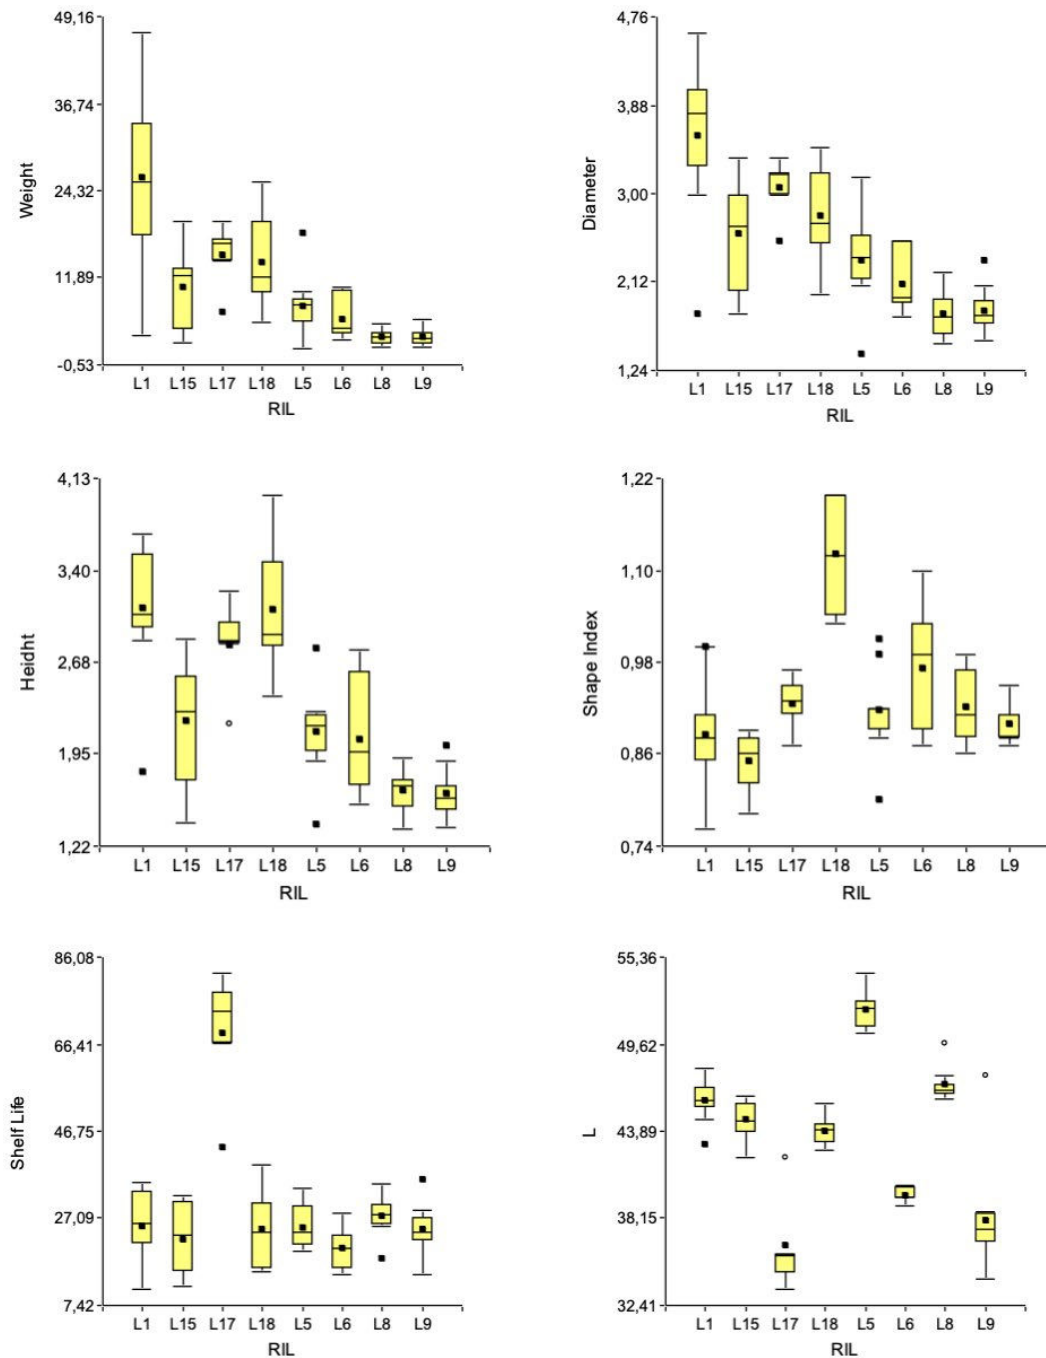 49,16
36,74
24,32
11,89
-0,53
Weight
L1 L15 L17 L18 L5 L6 L8 L9
RIL
4,76
3,88
3,00
2,12
1,24
Diameter
L1 L15 L17 L18 L5 L6 L8 L9
RIL
4,13
3,40
2,68
1,95
1,22
Heidht
L1 L15 L17 L18 L5 L6 L8 L9
RIL
1,22
1,10
0,98
0,86
0,74
Shape Index
L1 L15 L17 L18 L5 L6 L8 L9
RIL
86,08
66,41
46,75
27,09
7,42
Shelf Life
L1 L15 L17 L18 L5 L6 L8 L9
RIL
55,36
49,62
43,89
38,15
32,41
L
L1 L15 L17 L18 L5 L6 L8 L9
RIL